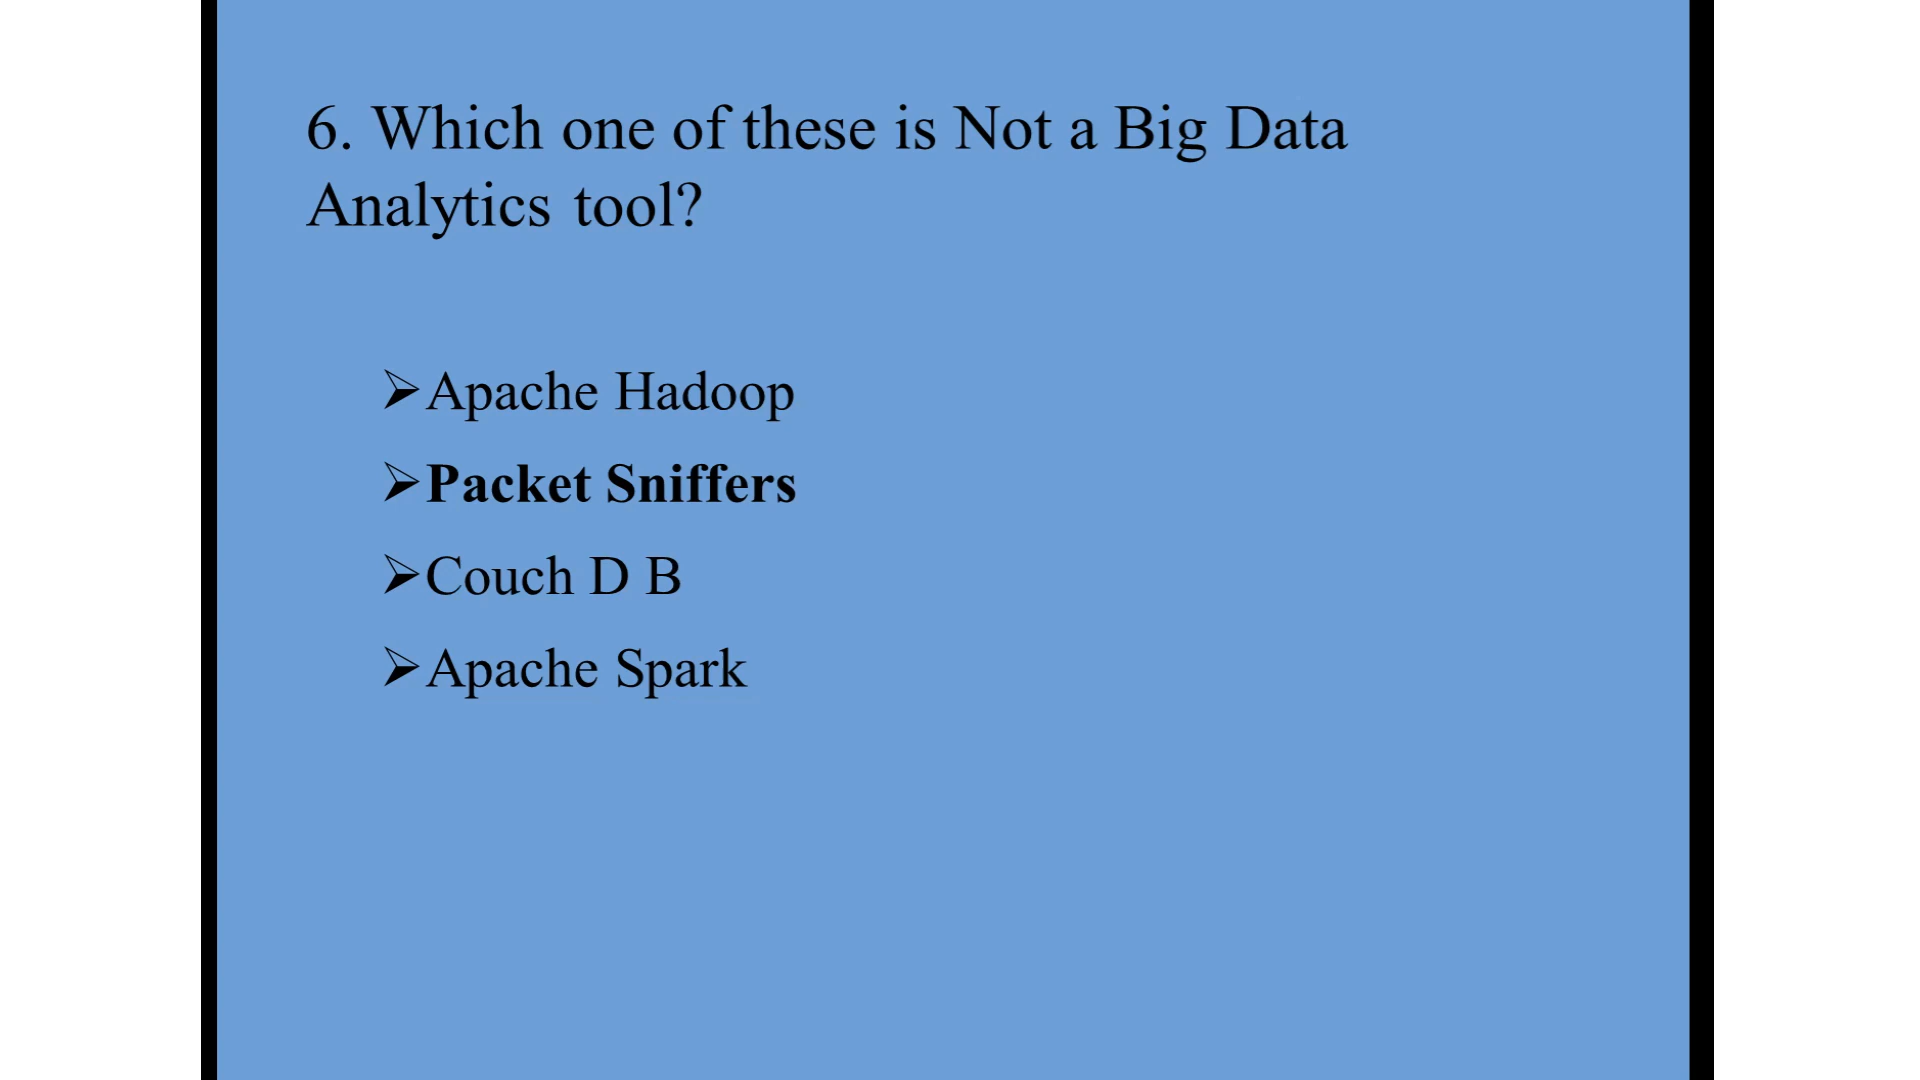 6. Which one of these is Not a Big Data
Analytics tool?
➢Apache Hadoop
➢Packet Sniffers
➢Couch D B
➢Apache Spark